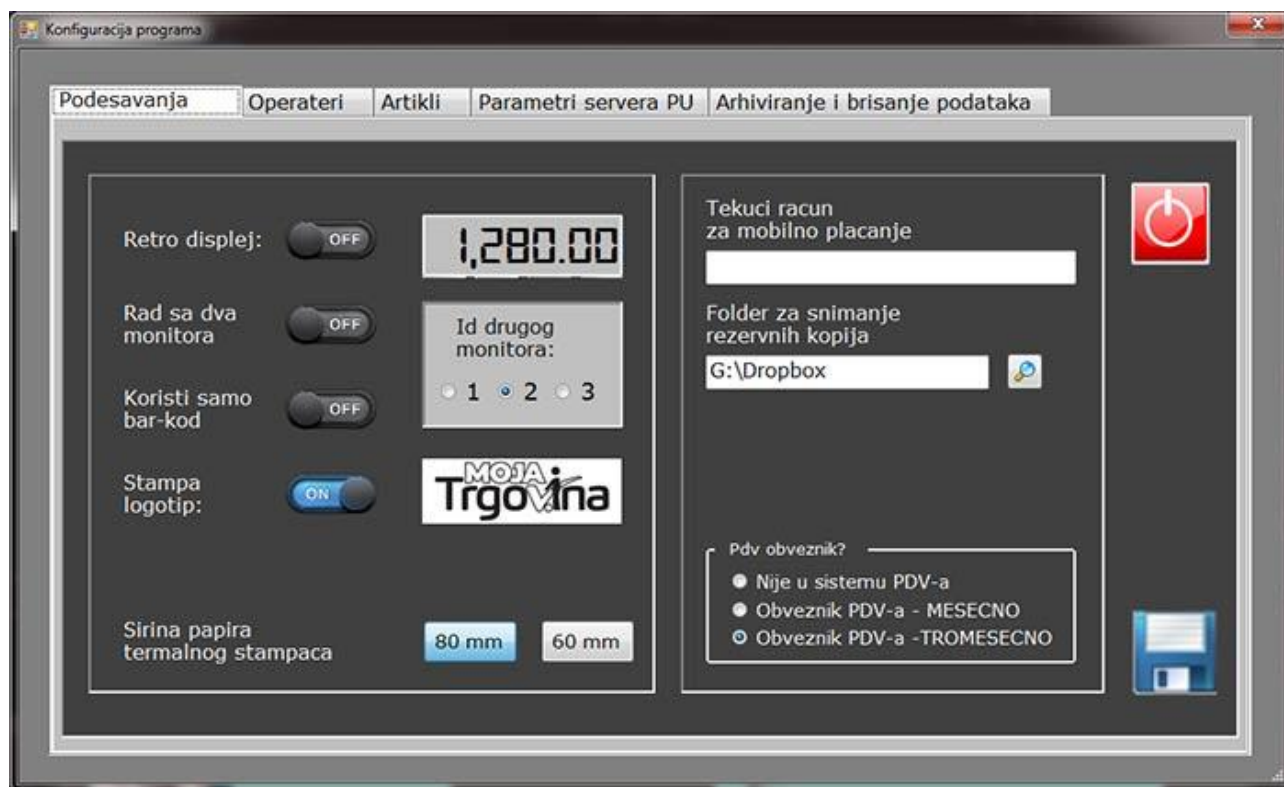 Konfiguracija programa
Podesavanja
Operateri
Artikli
Parametri servera PU
Arhiviranje i brisanje podataka
Retro displej:
OFF
1,280.00
Rad sa dva
monitora
OFF
Id drugog
monitora:
1 2 3
Koristi samo
bar-kod
OFF
Stampa
logotip:
ON
MOJA
Trgovina
Sirina papira
termalnog stampaca
80 mm
60 mm
Tekuci racun
za mobilno placanje
Folder za snimanje
rezervnih kopija
G:\Dropbox
Pdv obveznik?
Nije u sistemu PDV-a
Obveznik PDV-a - MESECNO
Obveznik PDV-a -TROMESECNO